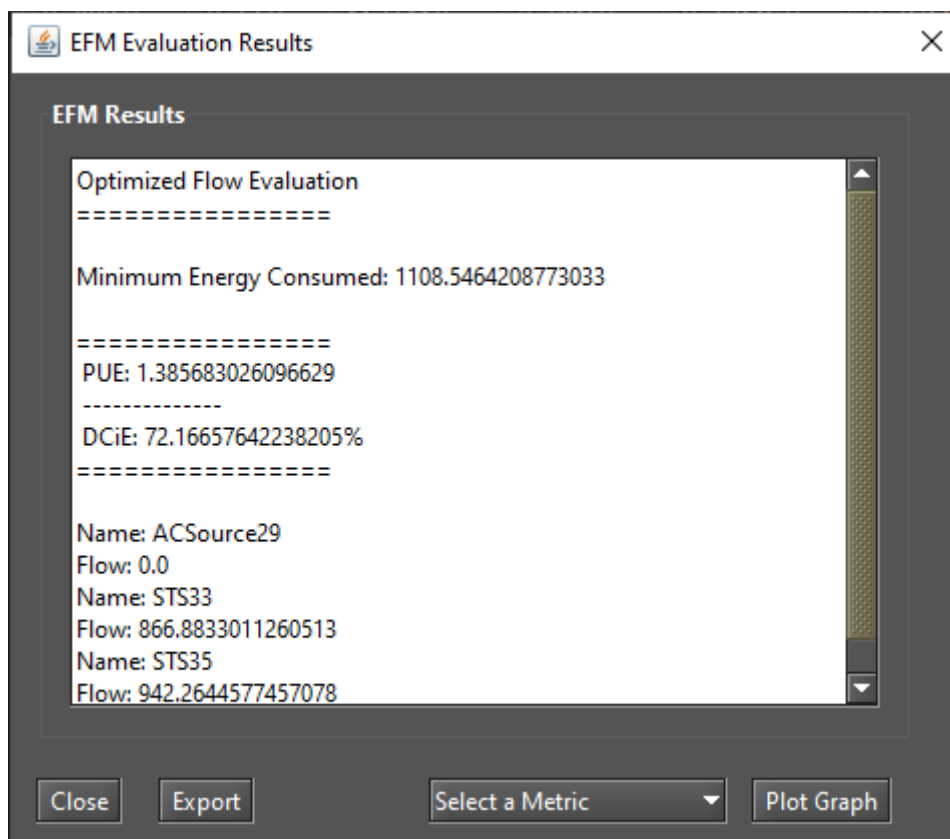 EFM Evaluation Results
EFM Results
Optimized Flow Evaluation
================
Minimum Energy Consumed: 1108.5464208773033
================
PUE: 1.385683026096629
--------------
DCiE: 72.16657642238205%
================
Name: ACSource29
Flow: 0.0
Name: STS33
Flow: 866.8833011260513
Name: STS35
Flow: 942.2644577457078
Close Export Select a Metric Plot Graph